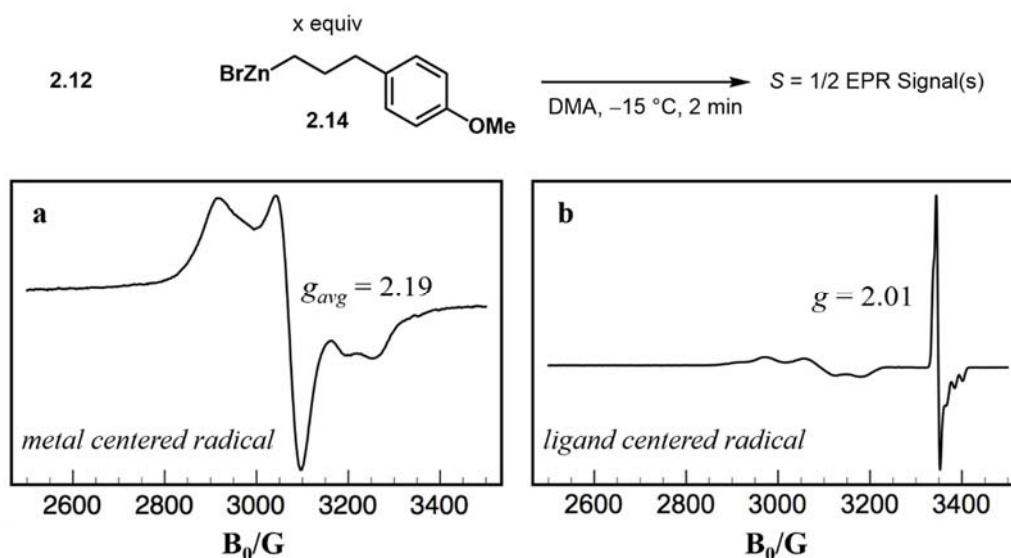 x equiv
2.12
BrZn
2.14
OMe
DMA, –15 °C, 2 min
S = 1/2 EPR Signal(s)
a
g_avg = 2.19
metal centered radical
2600 2800 3000 3200 3400
B₀/G
b
g = 2.01
ligand centered radical
2600 2800 3000 3200 3400
B₀/G